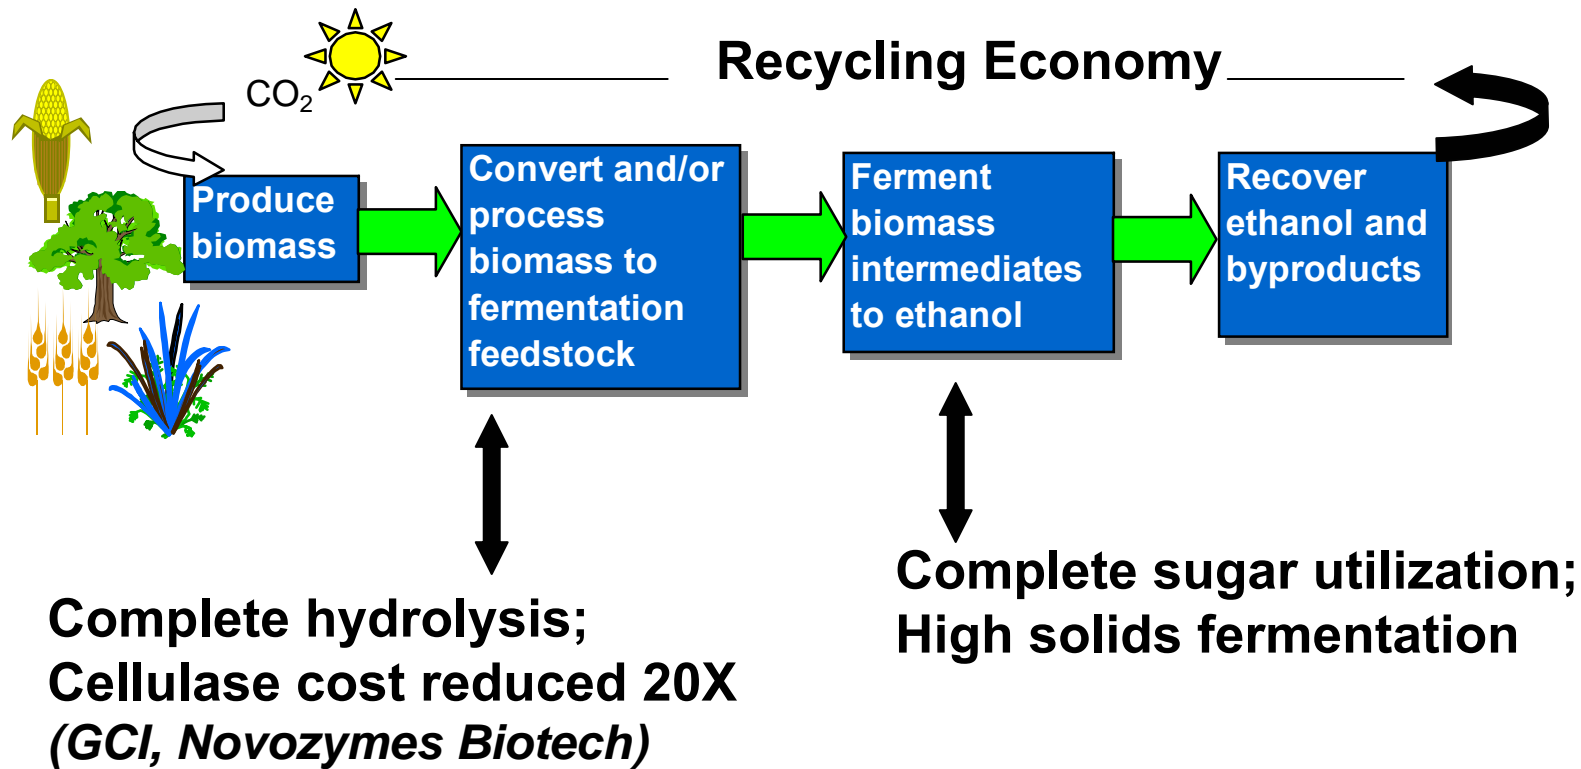 Recycling Economy
CO₂
Produce
biomass
Convert and/or
process
biomass to
fermentation
feedstock
Ferment
biomass
intermediates
to ethanol
Recover
ethanol and
byproducts
Complete hydrolysis;
Cellulase cost reduced 20X
(GCI, Novozymes Biotech)
Complete sugar utilization;
High solids fermentation